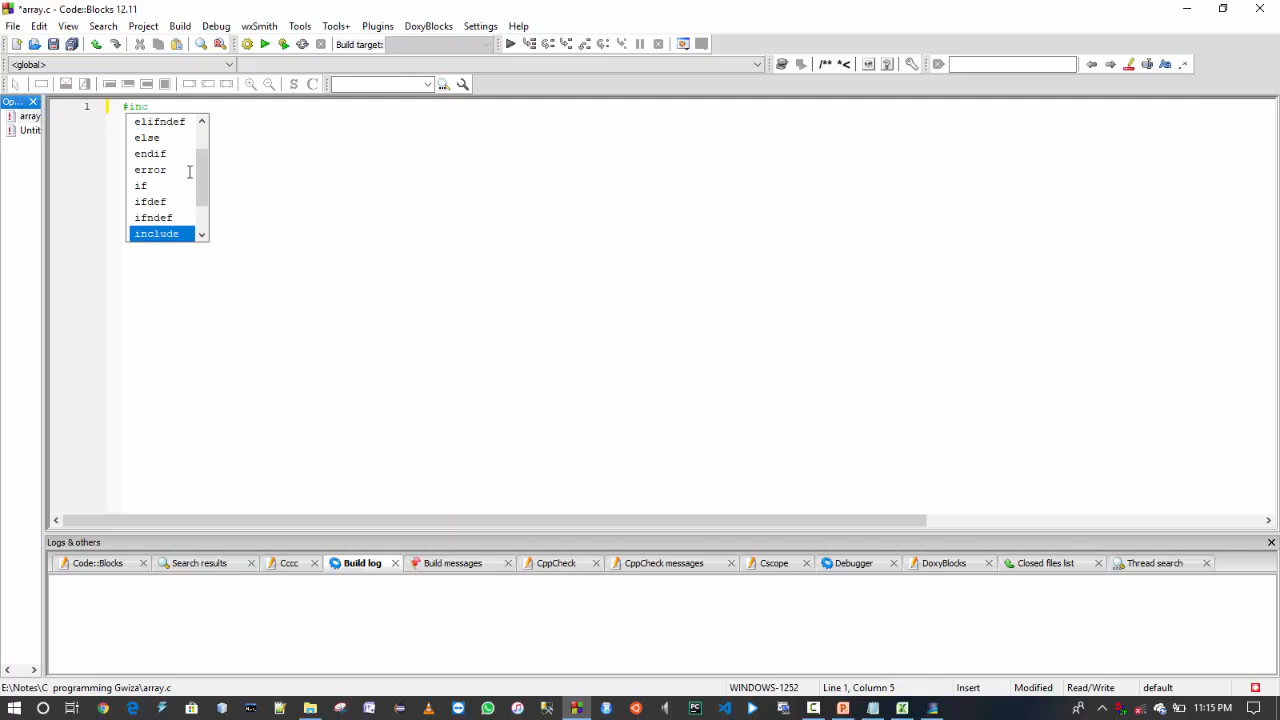 *array.c - Code::Blocks 12.11
File Edit View Search Project Build Debug wxSmith Tools Tools+ Plugins DoxyBlocks Settings Help
Build target:
<global>
/** *<
S C
Op...
array
Untit
1 #inc
elifndef
else
endif
error
if
ifdef
ifndef
include
Logs & others
Code::Blocks Search results Cccc Build log Build messages CppCheck CppCheck messages Cscope Debugger DoxyBlocks Closed files list Thread search
E:\Notes\C programming Gwiza\array.c WINDOWS-1252 Line 1, Column 5 Insert Modified Read/Write default
11:15 PM